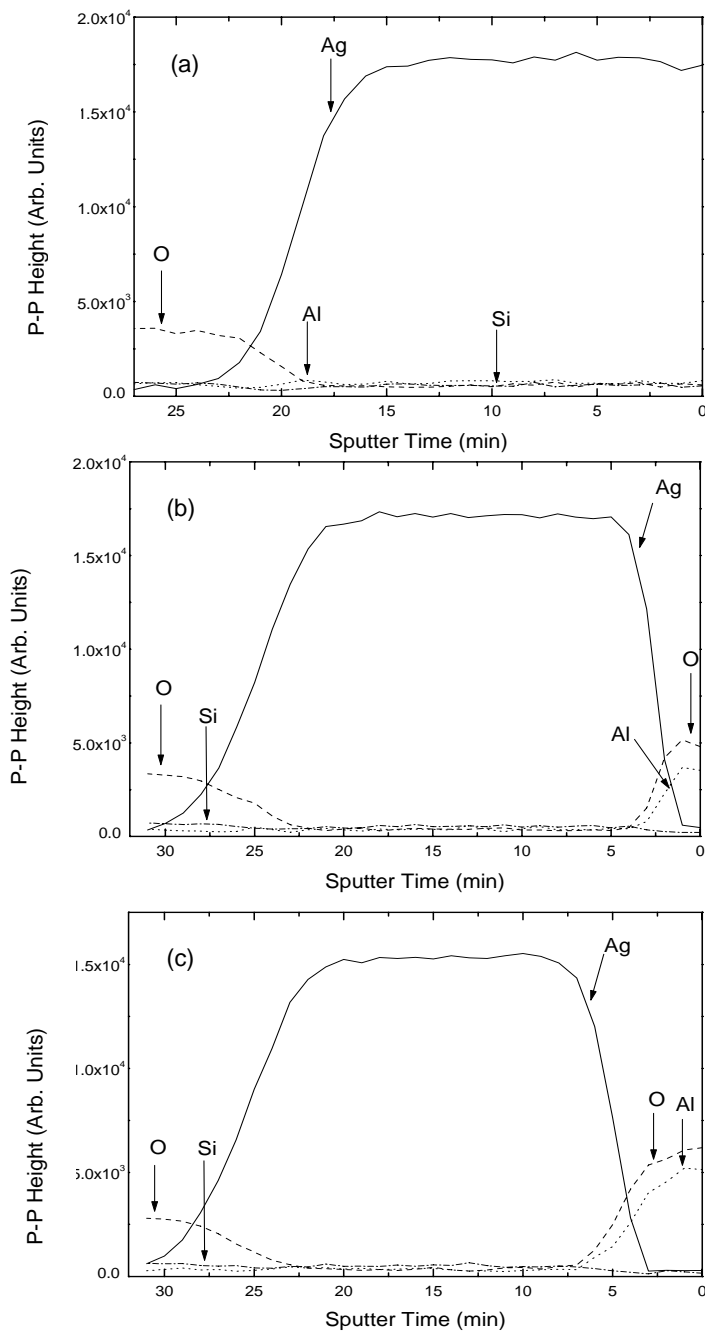 2.0x10⁴
(a)
Ag
1.5x10⁴
P-P Height (Arb. Units)
1.0x10⁴
O
5.0x10³
Al
Si
0.0
25 20 15 10 5 0
Sputter Time (min)
2.0x10⁴
(b)
Ag
1.5x10⁴
P-P Height (Arb. Units)
1.0x10⁴
O
O
Si
5.0x10³
Al
0.0
30 25 20 15 10 5 0
Sputter Time (min)
(c)
Ag
1.5x10⁴
P-P Height (Arb. Units)
1.0x10⁴
O
Al
O
Si
5.0x10³
0.0
30 25 20 15 10 5 0
Sputter Time (min)